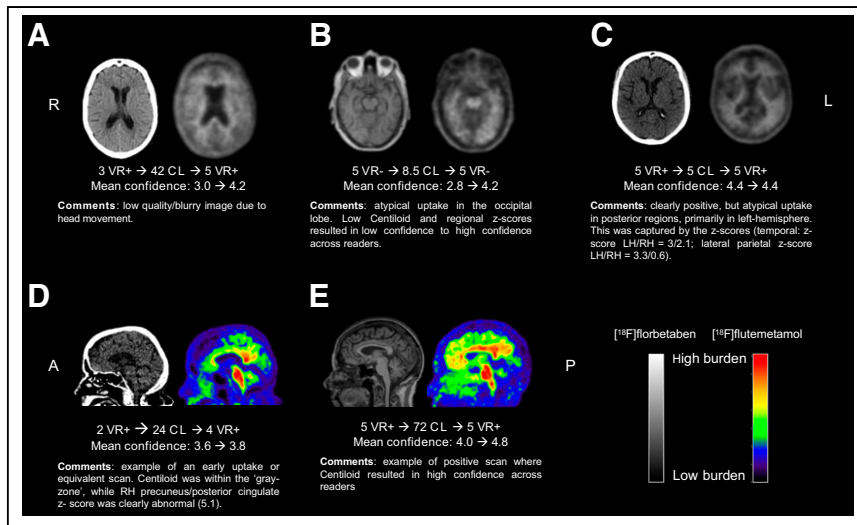 A
B
C
R
L
3 VR+ → 42 CL → 5 VR+
Mean confidence: 3.0 → 4.2
Comments: low quality/blurry image due to
head movement.
5 VR- → 8.5 CL → 5 VR-
Mean confidence: 2.8 → 4.2
Comments: atypical uptake in the occipital
lobe. Low Centiloid and regional z-scores
resulted in low confidence to high confidence
across readers.
5 VR+ → 5 CL → 5 VR+
Mean confidence: 4.4 → 4.4
Comments: clearly positive, but atypical uptake
in posterior regions, primarily in left-hemisphere.
This was captured by the z-scores (temporal: z-
score LH/RH = 3/2.1; lateral parietal z-score
LH/RH = 3.3/0.6).
D
E
A
P
2 VR+ → 24 CL → 4 VR+
Mean confidence: 3.6 → 3.8
Comments: example of an early uptake or
equivalent scan. Centiloid was within the ‘gray-
zone’, while RH precuneus/posterior cingulate
z- score was clearly abnormal (5.1).
5 VR+ → 72 CL → 5 VR+
Mean confidence: 4.0 → 4.8
Comments: example of positive scan where
Centiloid resulted in high confidence across
readers
[¹⁸F]florbetaben [¹⁸F]flutemetamol
High burden
Low burden